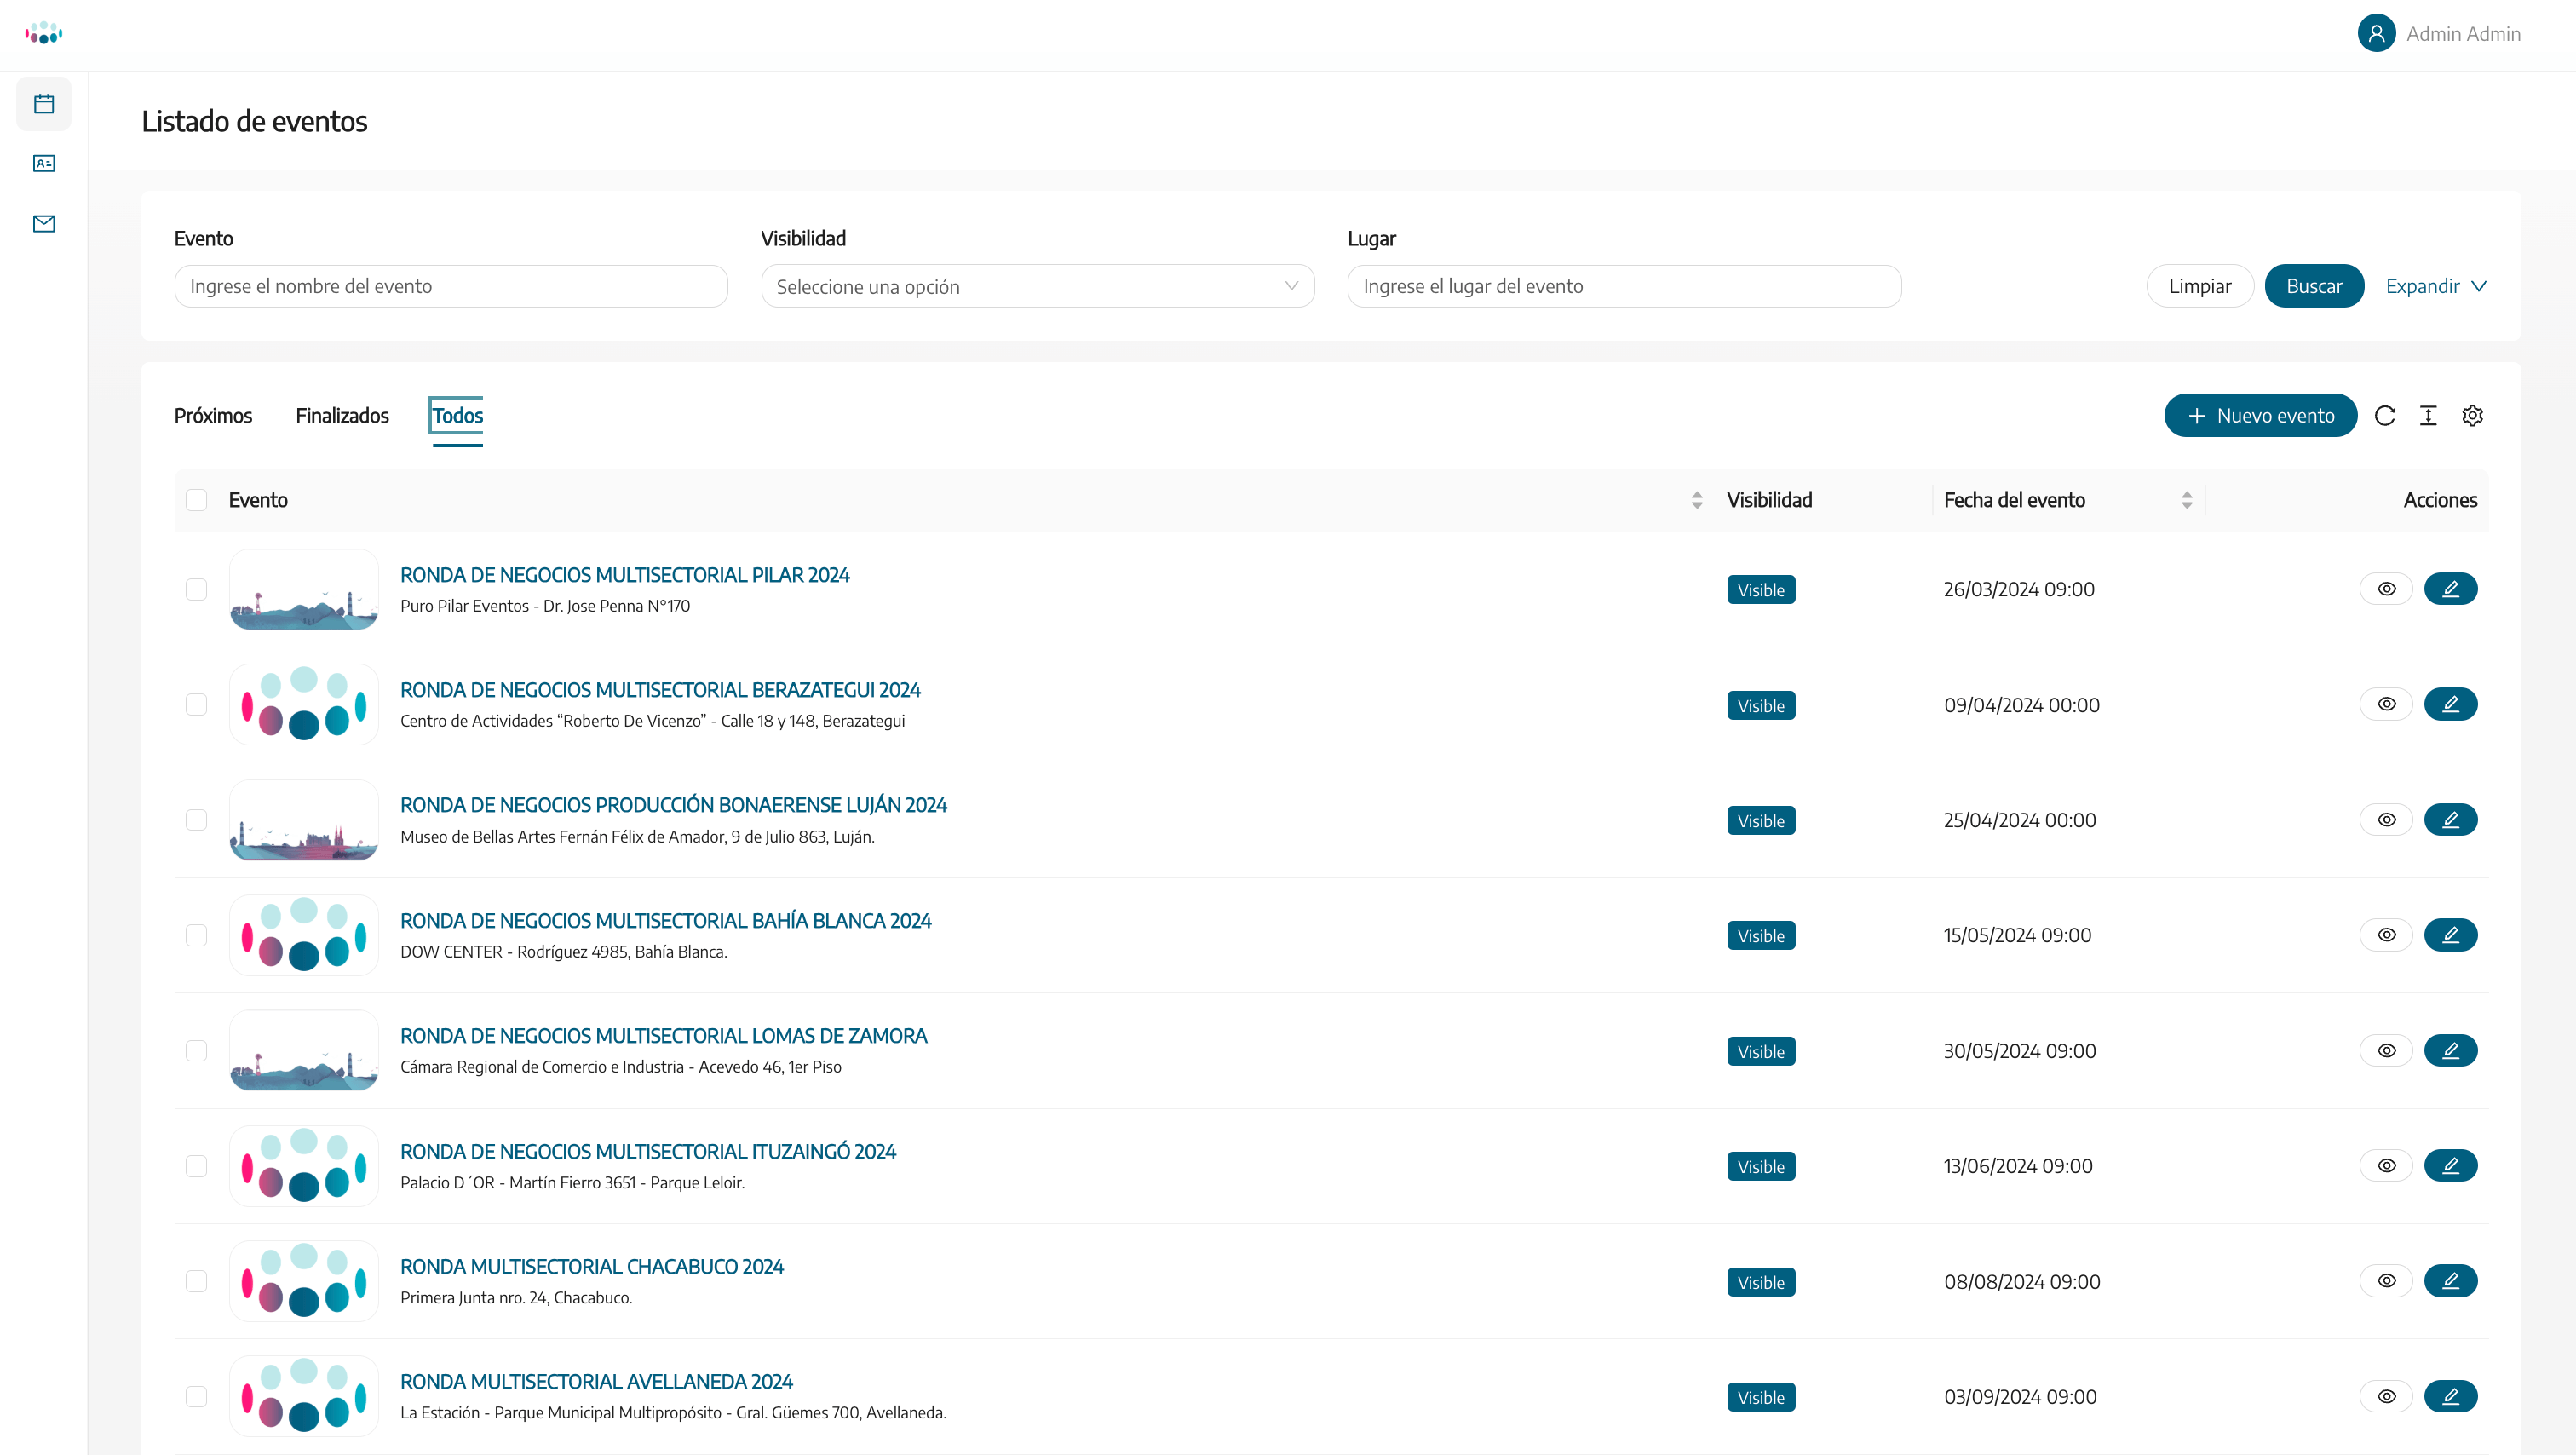 Admin Admin
Listado de eventos
Evento
Visibilidad
Lugar
Ingrese el nombre del evento
Seleccione una opción
Ingrese el lugar del evento
Limpiar
Buscar
Expandir
Próximos
Finalizados
Todos
Nuevo evento
Evento
Visibilidad
Fecha del evento
Acciones
RONDA DE NEGOCIOS MULTISECTORIAL PILAR 2024
Puro Pilar Eventos - Dr. Jose Penna N°170
Visible
26/03/2024 09:00
RONDA DE NEGOCIOS MULTISECTORIAL BERAZATEGUI 2024
Centro de Actividades “Roberto De Vicenzo” - Calle 18 y 148, Berazategui
Visible
09/04/2024 00:00
RONDA DE NEGOCIOS PRODUCCIÓN BONAERENSE LUJÁN 2024
Museo de Bellas Artes Fernán Félix de Amador, 9 de Julio 863, Luján.
Visible
25/04/2024 00:00
RONDA DE NEGOCIOS MULTISECTORIAL BAHÍA BLANCA 2024
DOW CENTER - Rodríguez 4985, Bahía Blanca.
Visible
15/05/2024 09:00
RONDA DE NEGOCIOS MULTISECTORIAL LOMAS DE ZAMORA
Cámara Regional de Comercio e Industria - Acevedo 46, 1er Piso
Visible
30/05/2024 09:00
RONDA DE NEGOCIOS MULTISECTORIAL ITUZAINGÓ 2024
Palacio D´OR - Martín Fierro 3651 - Parque Leloir.
Visible
13/06/2024 09:00
RONDA MULTISECTORIAL CHACABUCO 2024
Primera Junta nro. 24, Chacabuco.
Visible
08/08/2024 09:00
RONDA MULTISECTORIAL AVELLANEDA 2024
La Estación - Parque Municipal Multipropósito - Gral. Güemes 700, Avellaneda.
Visible
03/09/2024 09:00